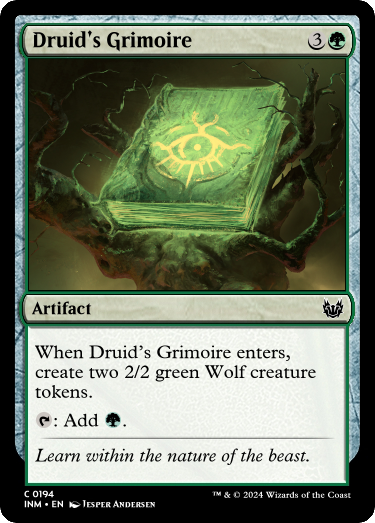 Druid's Grimoire 3
Artifact
When Druid's Grimoire enters,
create two 2/2 green Wolf creature
tokens.
: Add .
Learn within the nature of the beast.
C 0194
INM • EN Jesper Andersen
™ & © 2024 Wizards of the Coast